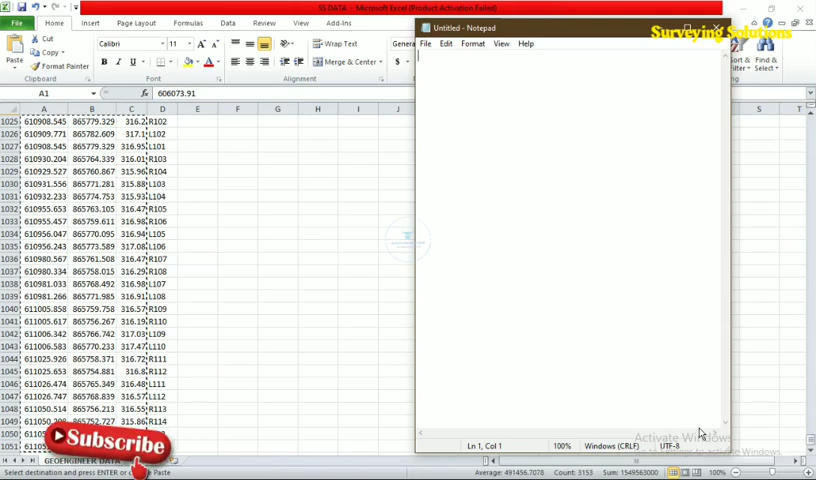 SS DATA - Microsoft Excel (Product Activation Failed)
File Home Insert Page Layout Formulas Data Review View Add-Ins
Paste Cut Copy Format Painter Clipboard
Calibri 11 B I U Font
Wrap Text Merge & Center Alignment
General $
Sort & Filter Find & Select
A1 fx 606073.91
A B C D E F G H I J S T
1025 610908.545 865779.329 316.2 R102
1026 610909.771 865782.609 317.1 L102
1027 610908.545 865779.329 316.95 L101
1028 610930.204 865764.339 316.01 R103
1029 610929.527 865760.867 315.96 R104
1030 610931.556 865771.281 315.88 L103
1031 610932.233 865774.753 315.93 L104
1032 610955.653 865763.105 316.47 R105
1033 610955.457 865759.611 316.98 R106
1034 610956.047 865770.095 316.94 L105
1035 610956.243 865773.589 317.08 L106
1036 610980.567 865761.508 316.47 R107
1037 610980.334 865758.015 316.29 R108
1038 610981.033 865768.492 316.98 L107
1039 610981.266 865771.985 316.91 L108
1040 611005.858 865759.758 316.57 R109
1041 611005.617 865756.267 316.19 R110
1042 611006.342 865766.742 317.03 L109
1043 611006.583 865770.233 317.47 L110
1044 611025.926 865758.371 316.72 R111
1045 611025.653 865754.881 316.8 R112
1046 611026.474 865765.349 316.48 L111
1047 611026.747 865768.839 316.57 L112
1048 611050.514 865756.213 316.55 R113
1049 865752.727 315.86 R114
1050
1051
Subscribe
GEOENGINEER DATA
Select destination and press ENTER or Paste
Average: 491456.7078 Count: 3153 Sum: 1549563000 100%
Untitled - Notepad
File Edit Format View Help
Ln 1, Col 1 100% Windows (CRLF) UTF-8
Surveying Solutions
Activate Windows